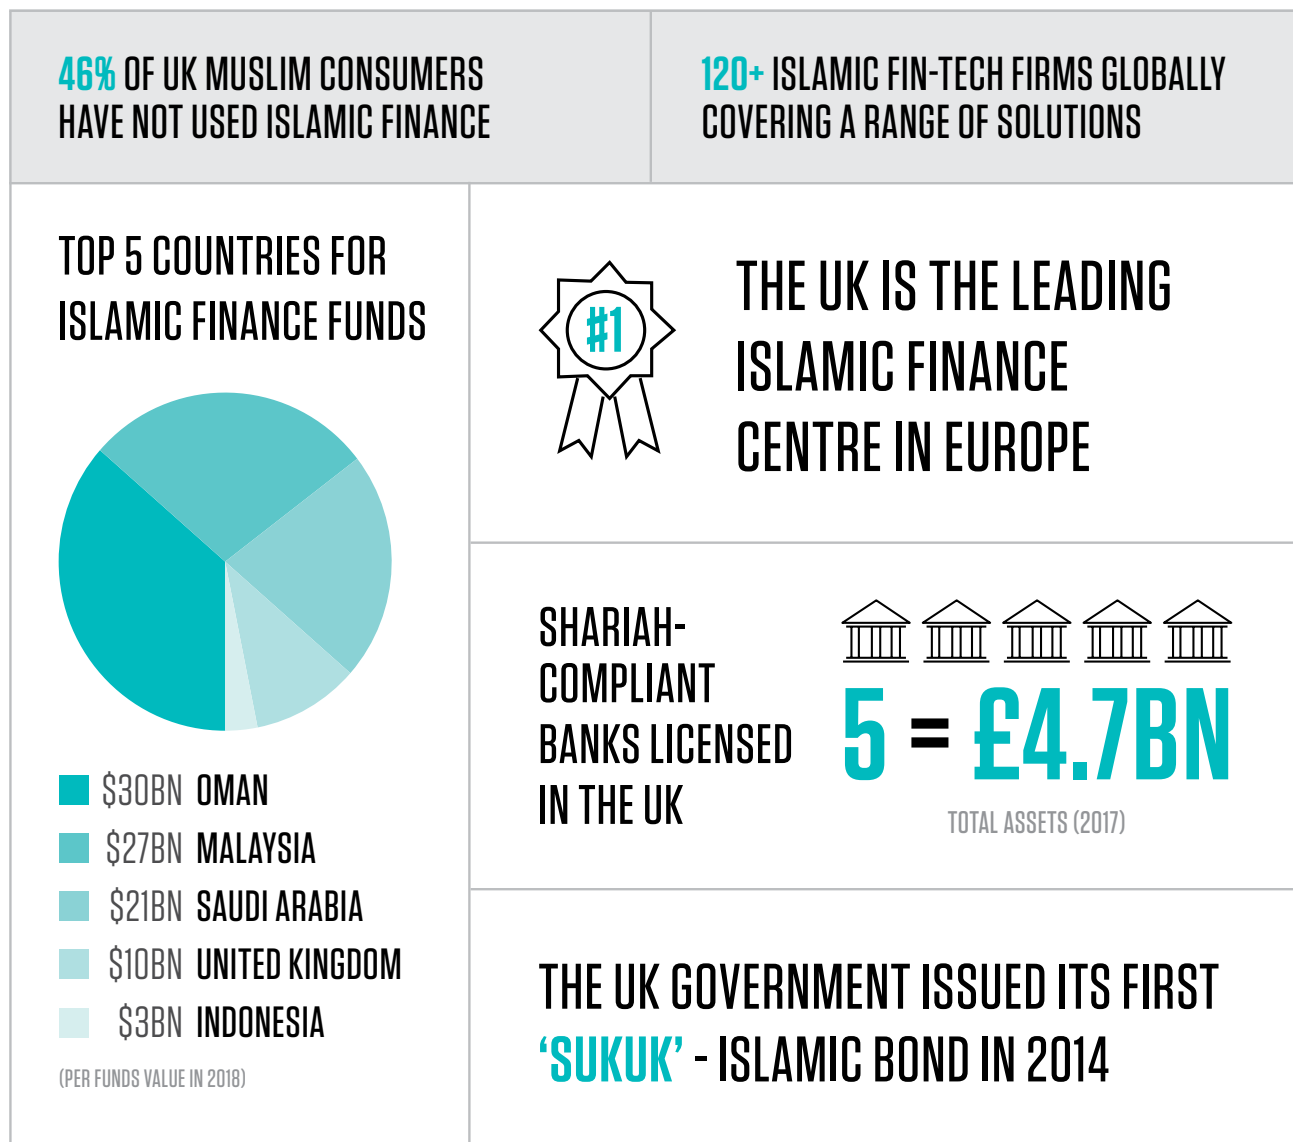 46% OF UK MUSLIM CONSUMERS
HAVE NOT USED ISLAMIC FINANCE
120+ ISLAMIC FIN-TECH FIRMS GLOBALLY
COVERING A RANGE OF SOLUTIONS
TOP 5 COUNTRIES FOR
ISLAMIC FINANCE FUNDS
$30BN OMAN
$27BN MALAYSIA
$21BN SAUDI ARABIA
$10BN UNITED KINGDOM
$3BN INDONESIA
(PER FUNDS VALUE IN 2018)
#1
THE UK IS THE LEADING
ISLAMIC FINANCE
CENTRE IN EUROPE
SHARIAH-
COMPLIANT
BANKS LICENSED
IN THE UK
5 = £4.7BN
TOTAL ASSETS (2017)
THE UK GOVERNMENT ISSUED ITS FIRST
‘SUKUK’ - ISLAMIC BOND IN 2014